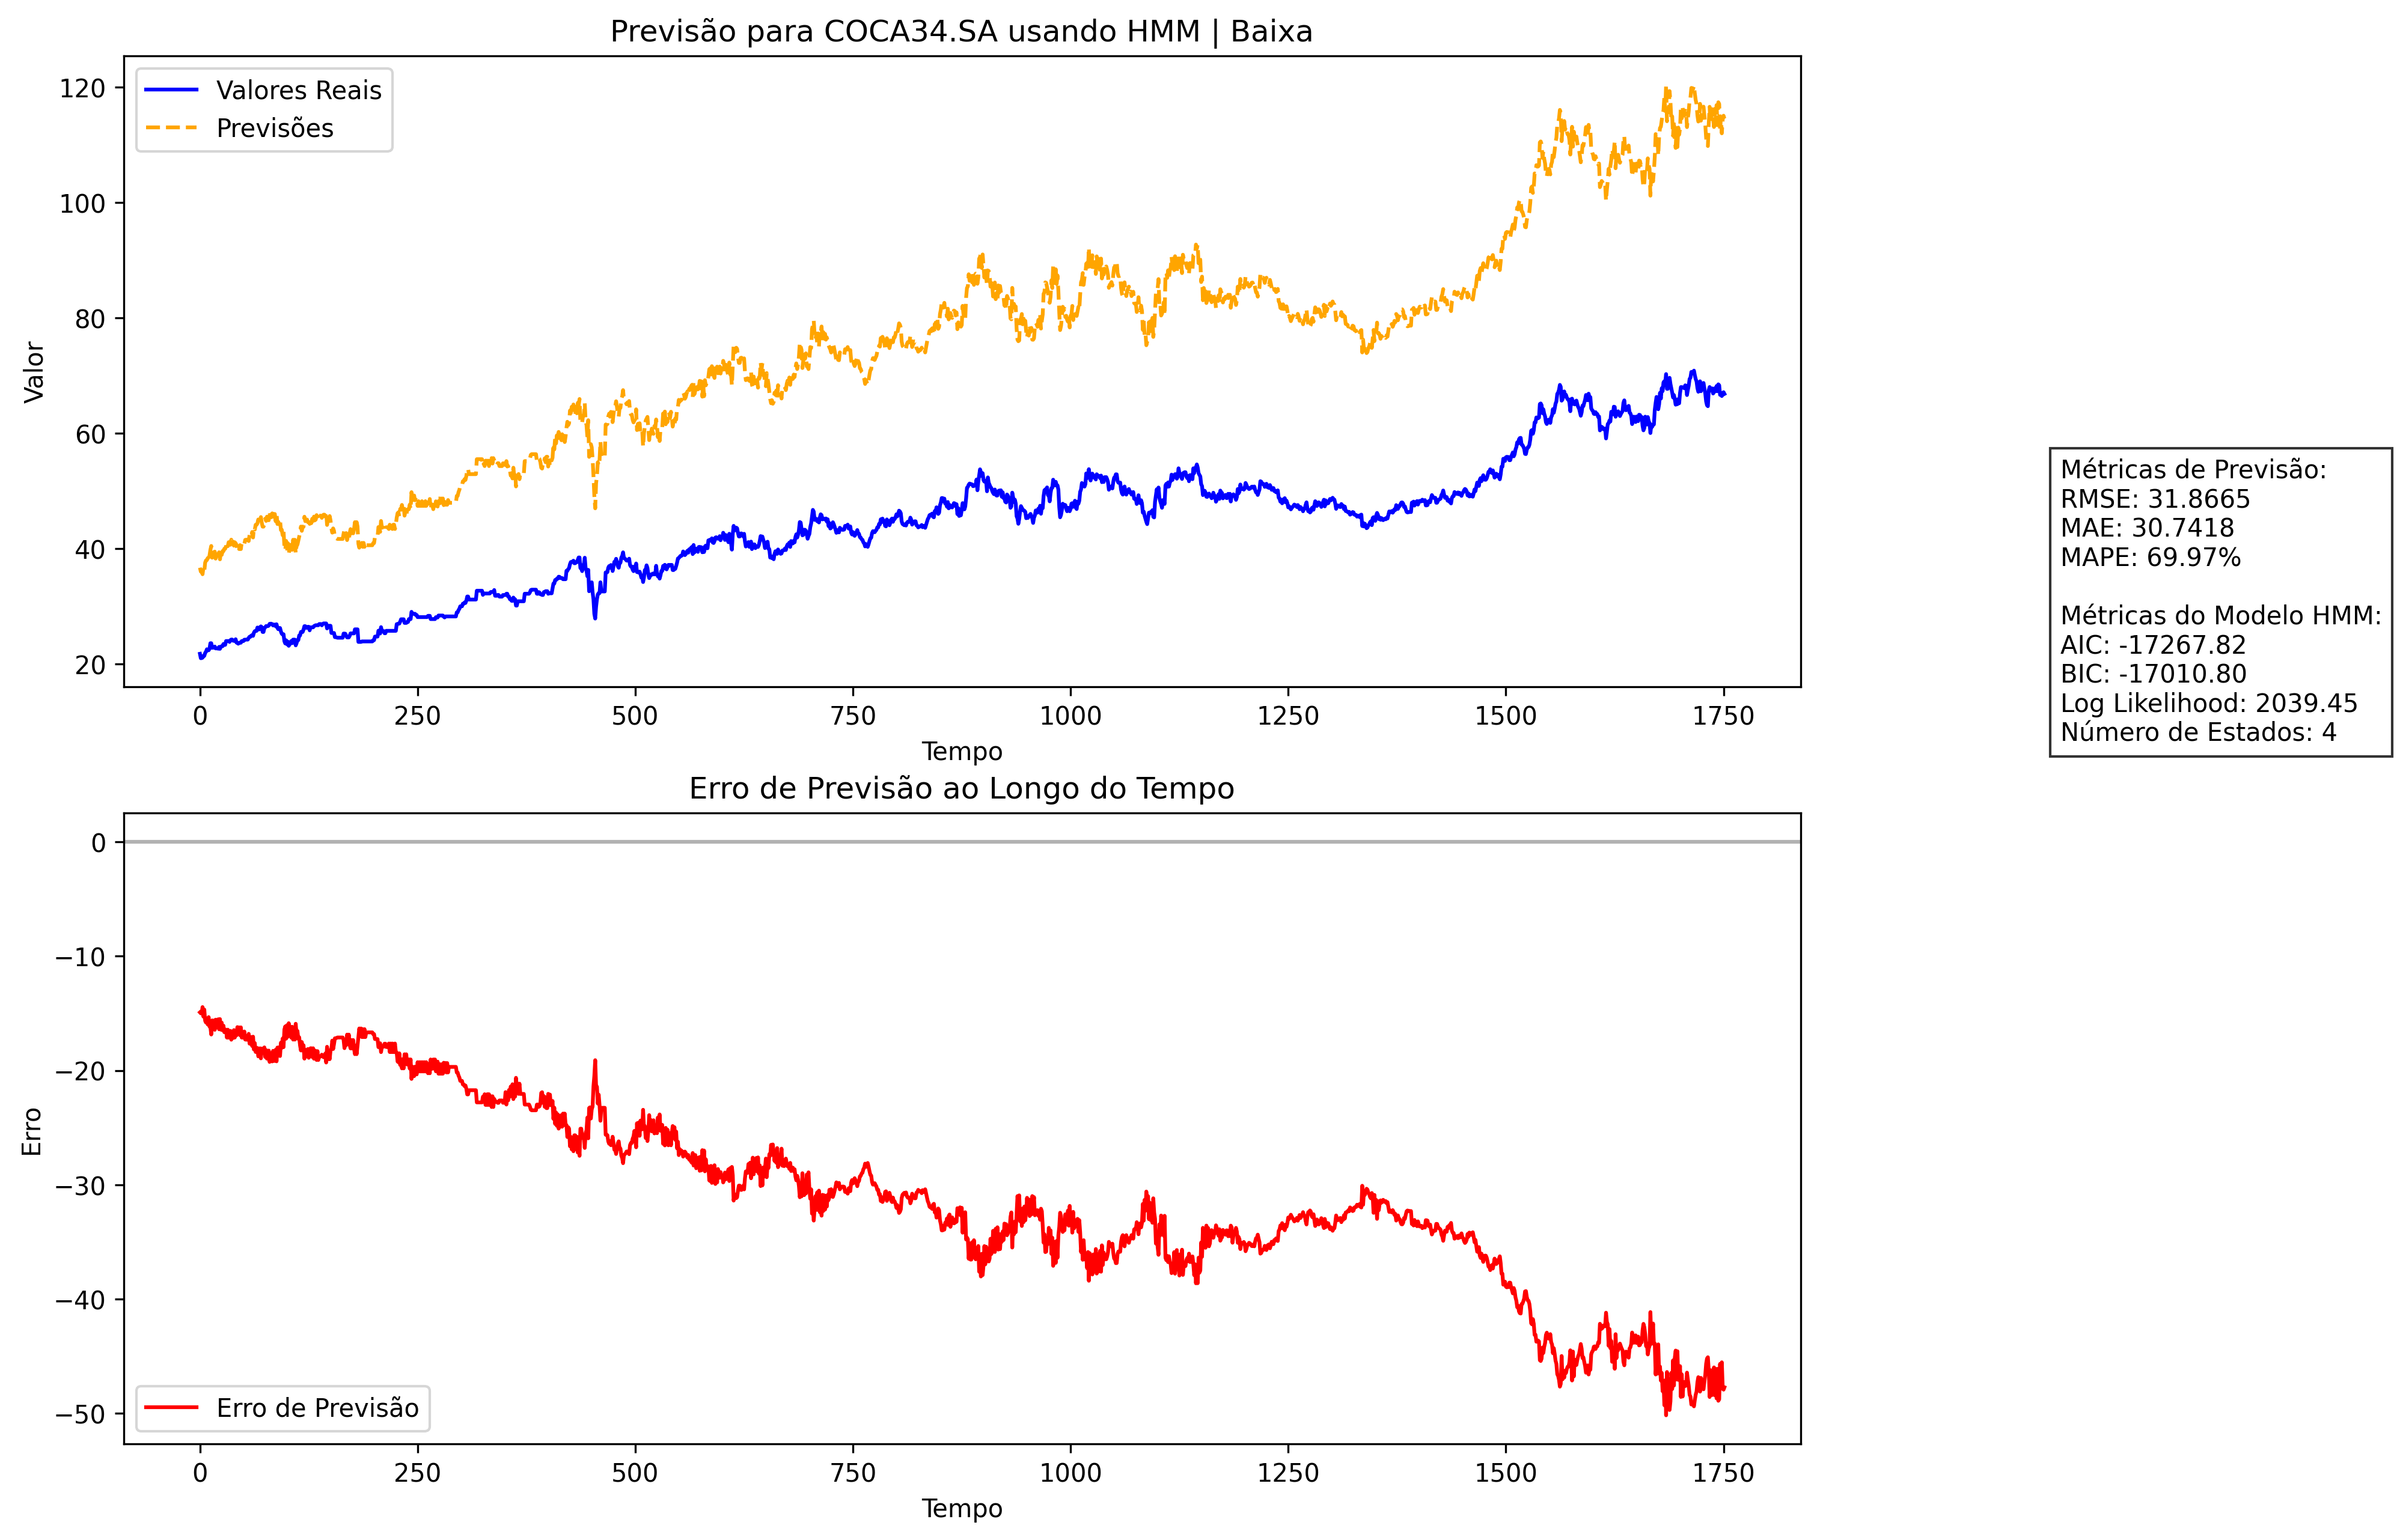 Previsão para COCA34.SA usando HMM | Baixa
Valores Reais
Previsões
Valor
120
100
80
60
40
20
0 250 500 750 1000 1250 1500 1750
Tempo
Métricas de Previsão:
RMSE: 31.8665
MAE: 30.7418
MAPE: 69.97%
Métricas do Modelo HMM:
AIC: -17267.82
BIC: -17010.80
Log Likelihood: 2039.45
Número de Estados: 4
Erro de Previsão ao Longo do Tempo
Erro
0
−10
−20
−30
−40
−50
Erro de Previsão
0 250 500 750 1000 1250 1500 1750
Tempo